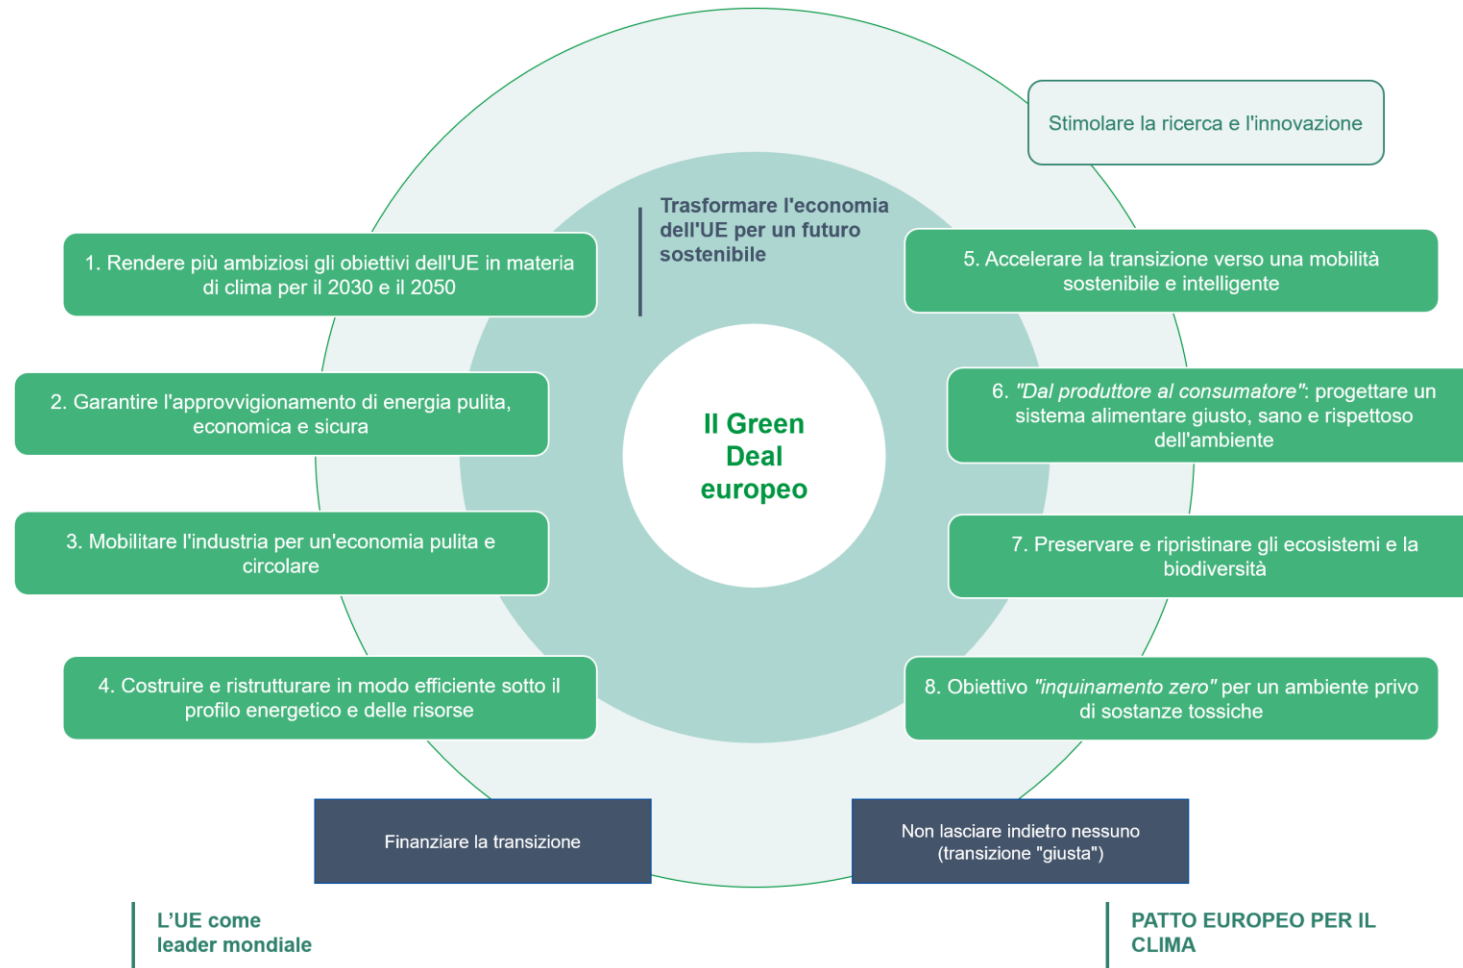 Stimolare la ricerca e l'innovazione
Trasformare l'economia
dell'UE per un futuro
sostenibile
1. Rendere più ambiziosi gli obiettivi dell'UE in materia
di clima per il 2030 e il 2050
2. Garantire l'approvvigionamento di energia pulita,
economica e sicura
3. Mobilitare l'industria per un'economia pulita e
circolare
4. Costruire e ristrutturare in modo efficiente sotto il
profilo energetico e delle risorse
Il Green
Deal
europeo
5. Accelerare la transizione verso una mobilità
sostenibile e intelligente
6. "Dal produttore al consumatore": progettare un
sistema alimentare giusto, sano e rispettoso
dell'ambiente
7. Preservare e ripristinare gli ecosistemi e la
biodiversità
8. Obiettivo "inquinamento zero" per un ambiente privo
di sostanze tossiche
Finanziare la transizione
Non lasciare indietro nessuno
(transizione "giusta")
L’UE come
leader mondiale
PATTO EUROPEO PER IL
CLIMA